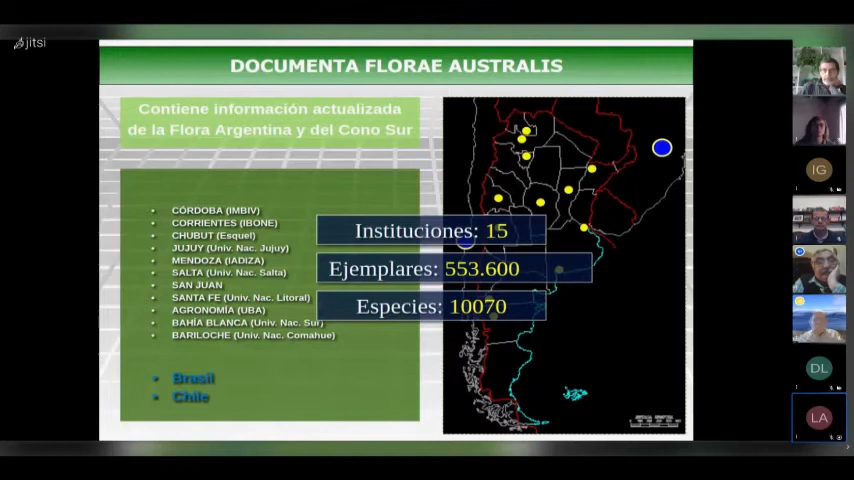 jitsi
DOCUMENTA FLORAE AUSTRALIS
Contiene información actualizada
de la Flora Argentina y del Cono Sur
• CÓRDOBA (IMBIV)
• CORRIENTES (IBONE)
• CHUBUT (Esquel)
• JUJUY (Univ. Nac. Jujuy)
• MENDOZA (IADIZA)
• SALTA (Univ. Nac. Salta)
• SAN JUAN
• SANTA FE (Univ. Nac. Litoral)
• AGRONOMÍA (UBA)
• BAHÍA BLANCA (Univ. Nac. Sur)
• BARILOCHE (Univ. Nac. Comahue)
• Brasil
• Chile
Instituciones: 15
Ejemplares: 553.600
Especies: 10070
IG
DL
LA